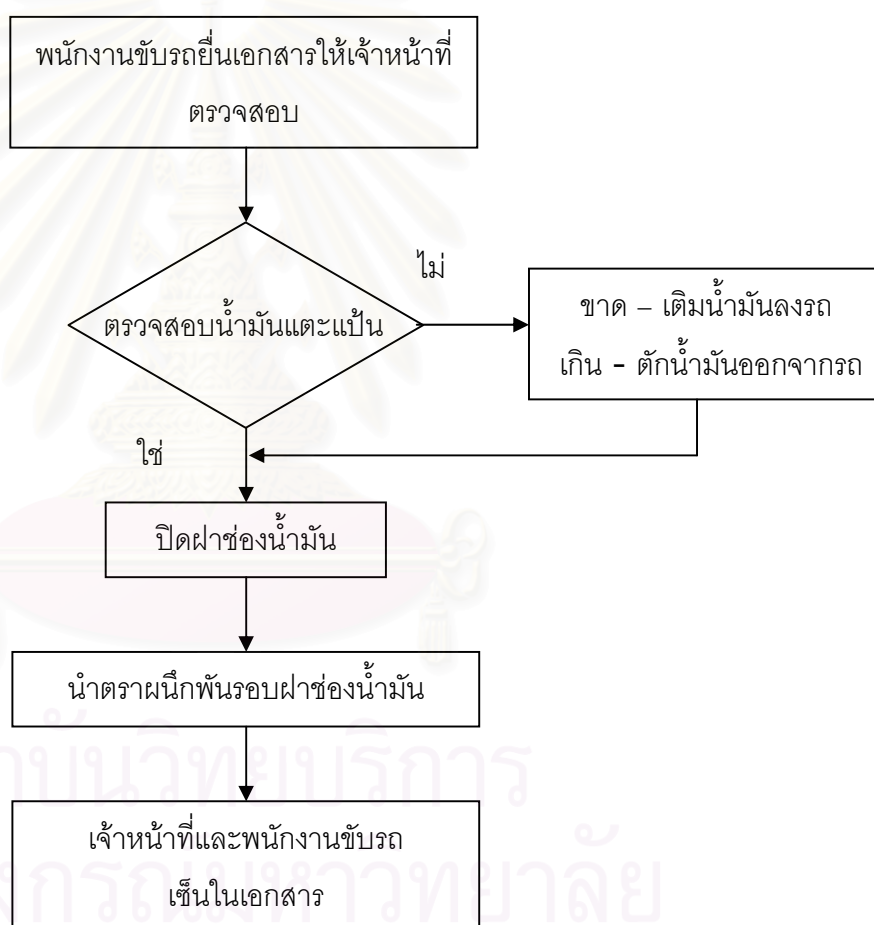 พนักงานขับรถยื่นเอกสารให้เจ้าหน้าที่
ตรวจสอบ
ไม่
ตรวจสอบน้ำมันแตะแป้น
ขาด – เติมน้ำมันลงรถ
เกิน - ตักน้ำมันออกจากรถ
ใช่
ปิดฝาช่องน้ำมัน
นำตราผนึกพันรอบฝาช่องน้ำมัน
เจ้าหน้าที่และพนักงานขับรถ
เซ็นในเอกสาร